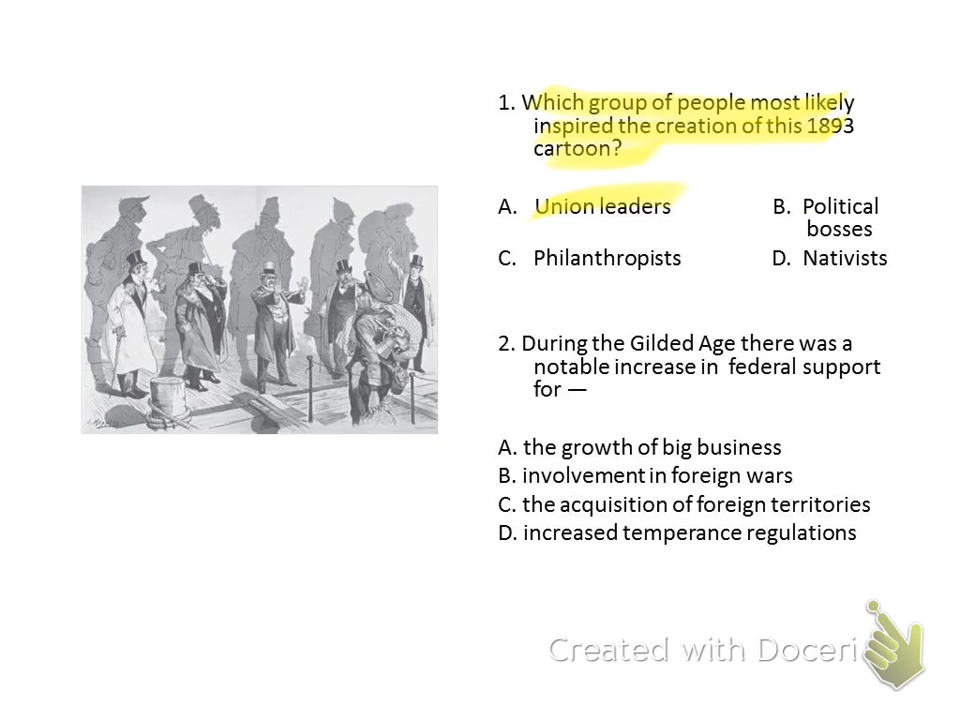 1. Which group of people most likely
inspired the creation of this 1893
cartoon?
A. Union leaders
B. Political
bosses
C. Philanthropists
D. Nativists
2. During the Gilded Age there was a
notable increase in federal support
for —
A. the growth of big business
B. involvement in foreign wars
C. the acquisition of foreign territories
D. increased temperance regulations
Created with Doceri